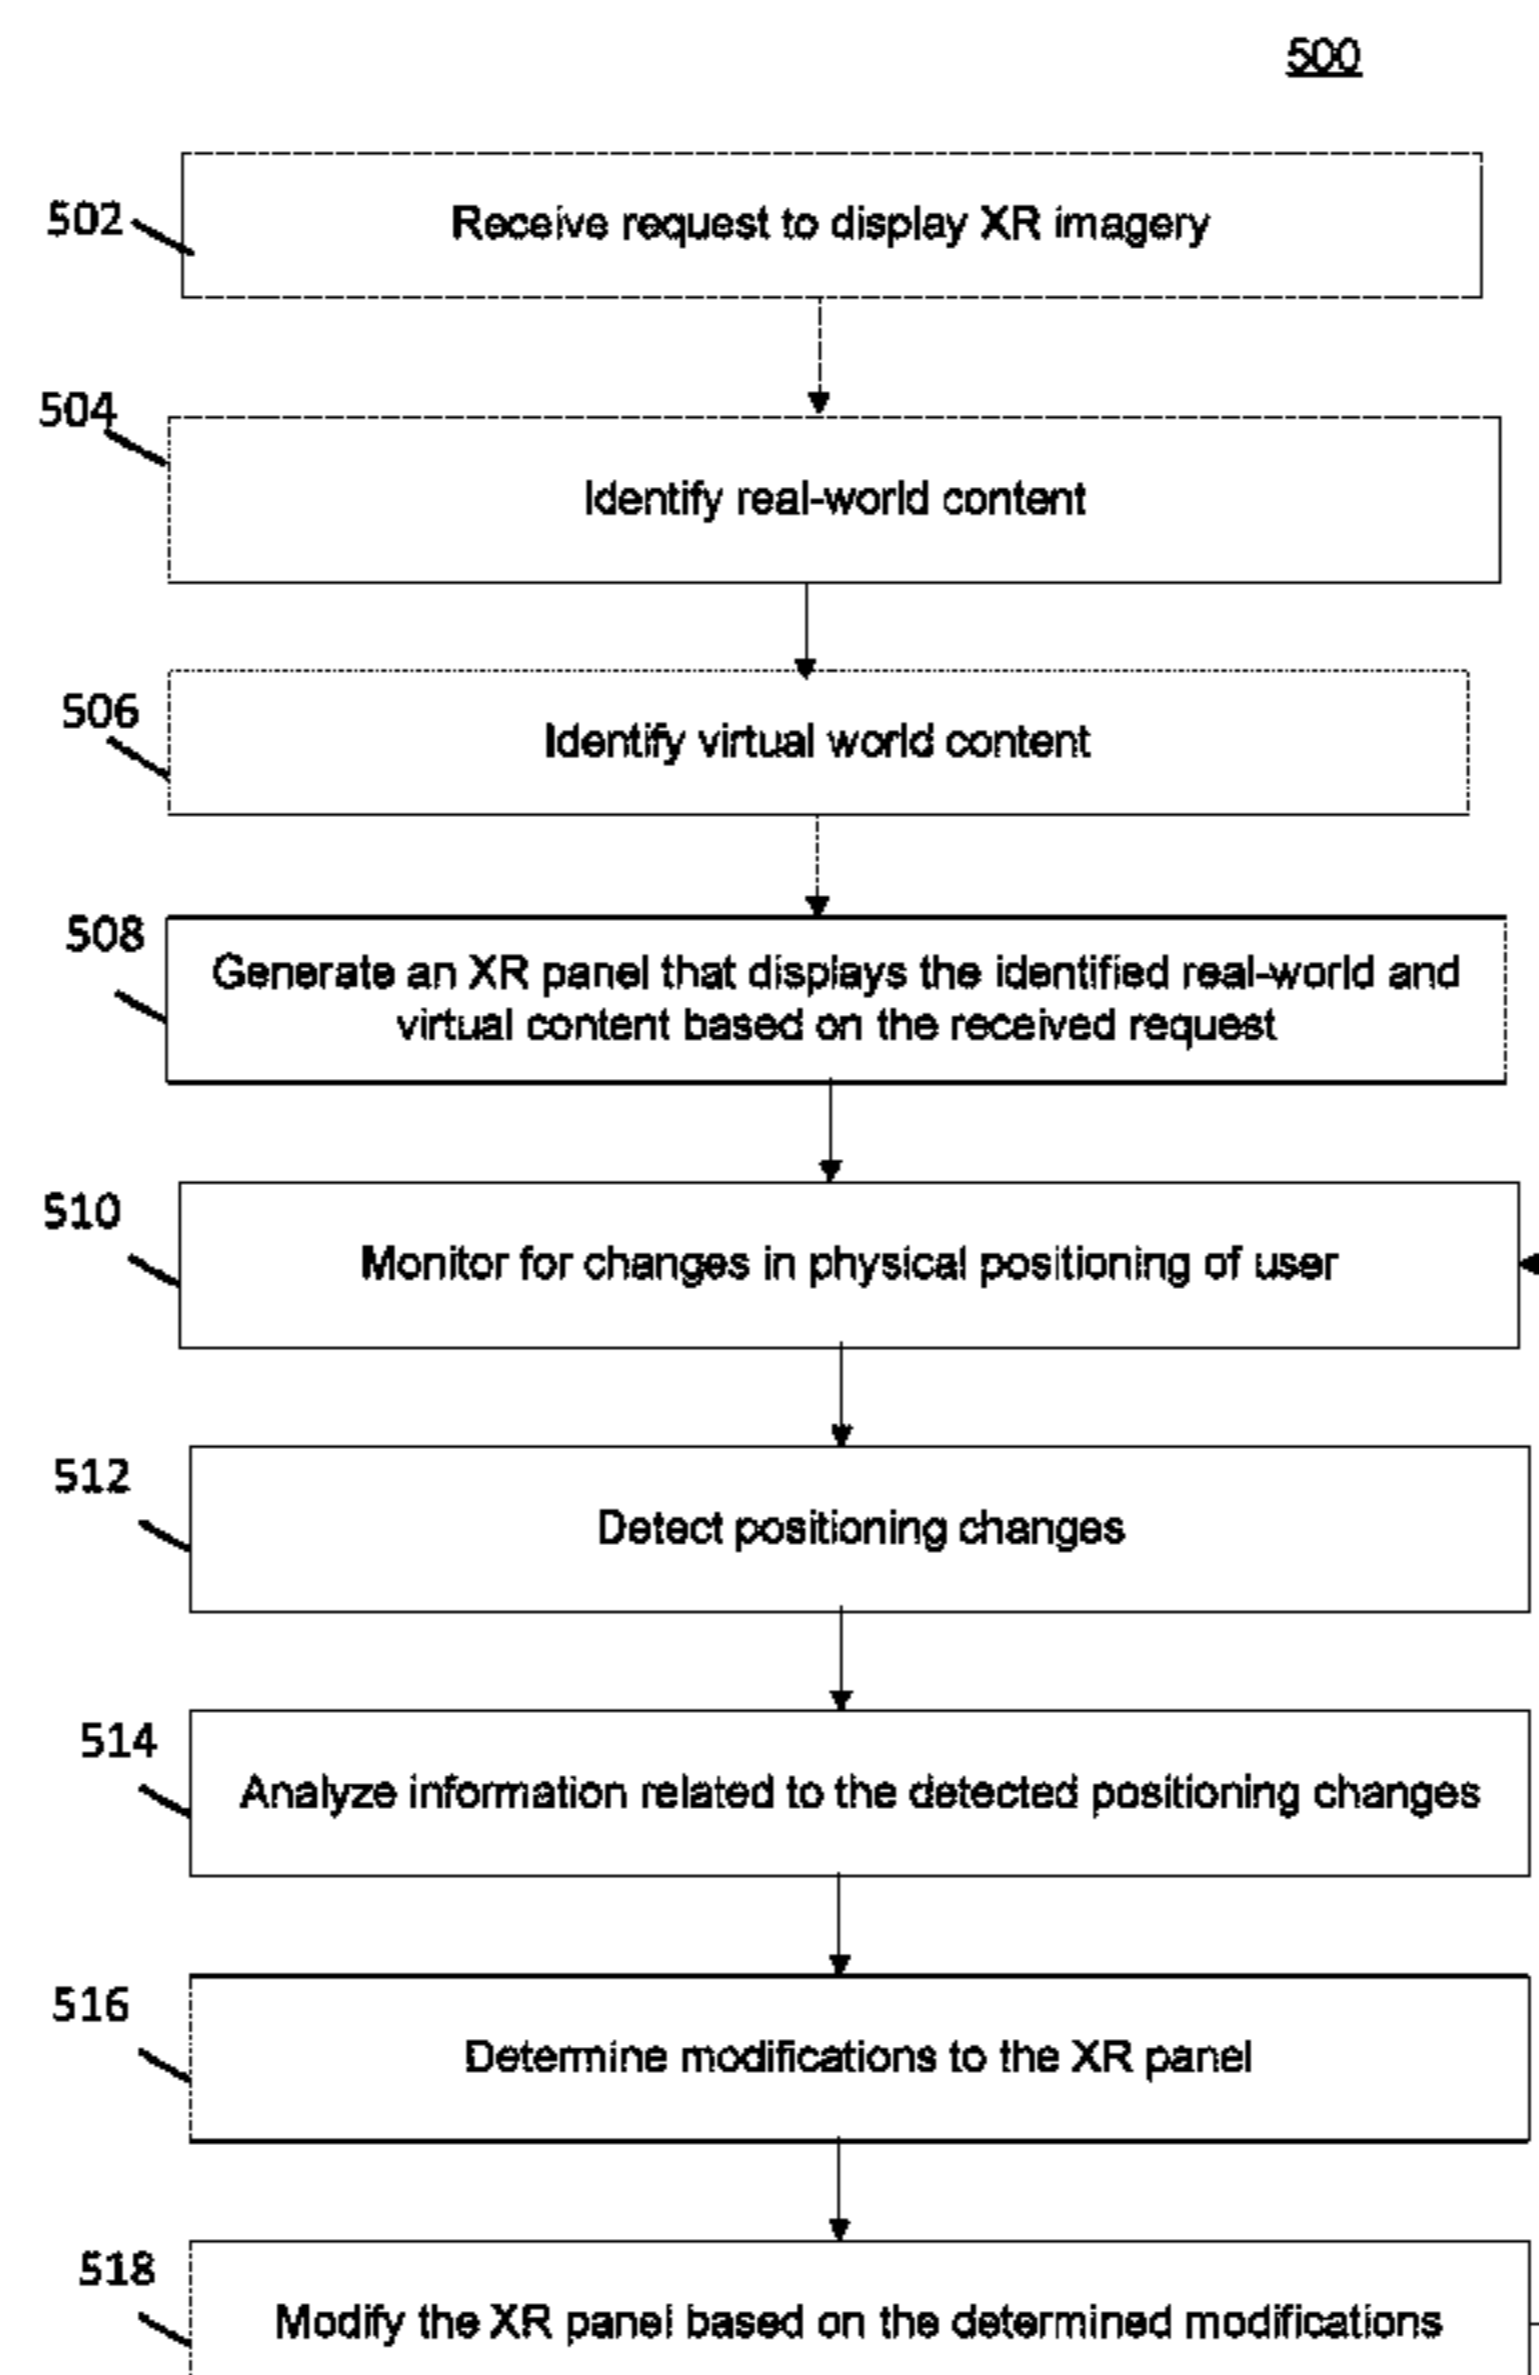 500
502
Receive request to display XR imagery
504
Identify real-world content
506
Identify virtual world content
508
Generate an XR panel that displays the identified real-world and
virtual content based on the received request
510
Monitor for changes in physical positioning of user
512
Detect positioning changes
514
Analyze information related to the detected positioning changes
516
Determine modifications to the XR panel
518
Modify the XR panel based on the determined modifications